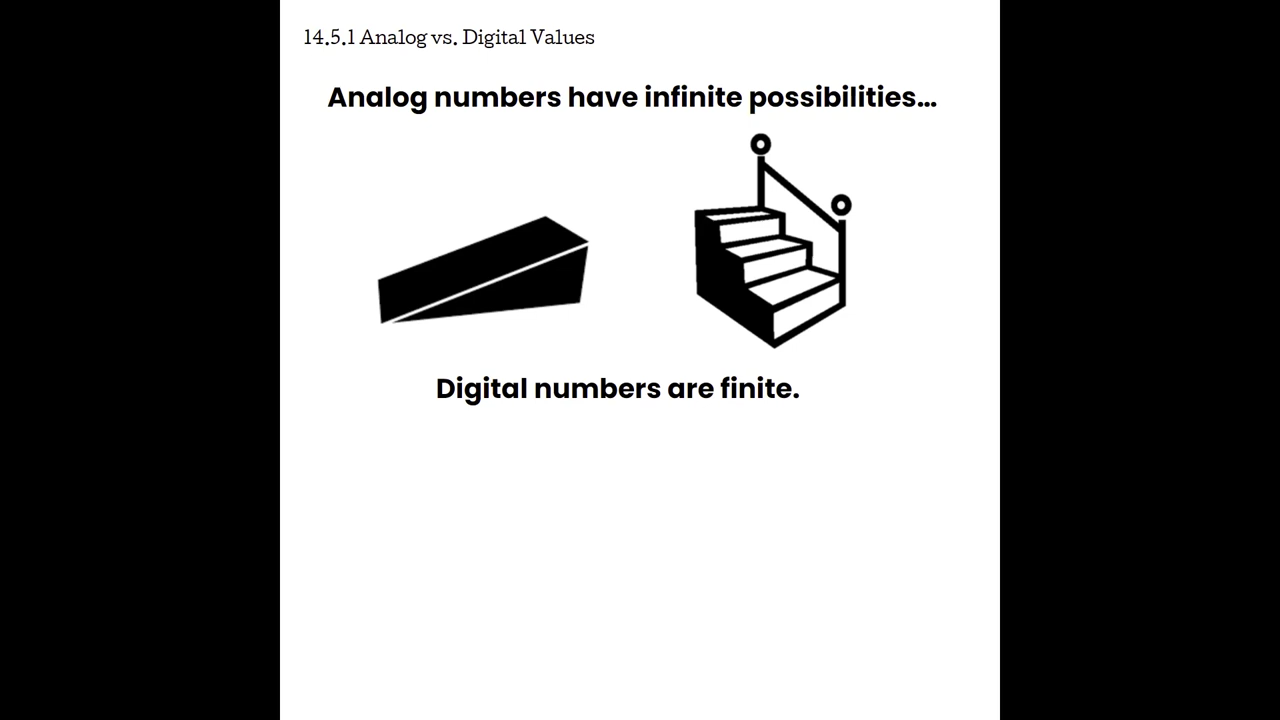 14.5.1 Analog vs. Digital Values
Analog numbers have infinite possibilities...
Digital numbers are finite.